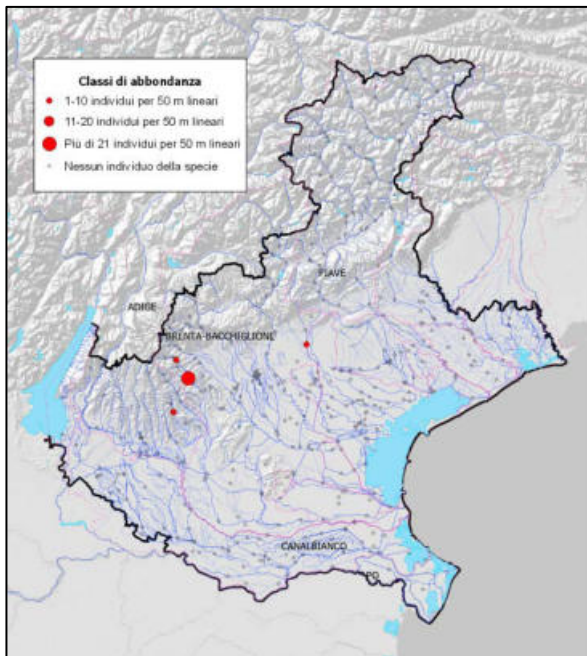 Classi di abbondanza
1-10 individui per 50 m lineari
11-20 individui per 50 m lineari
Più di 21 individui per 50 m lineari
Nessun individuo della specie
PIAVE
ADIGE
BRENTA-BACCHIGLIONE
CANALBIANCO
PO